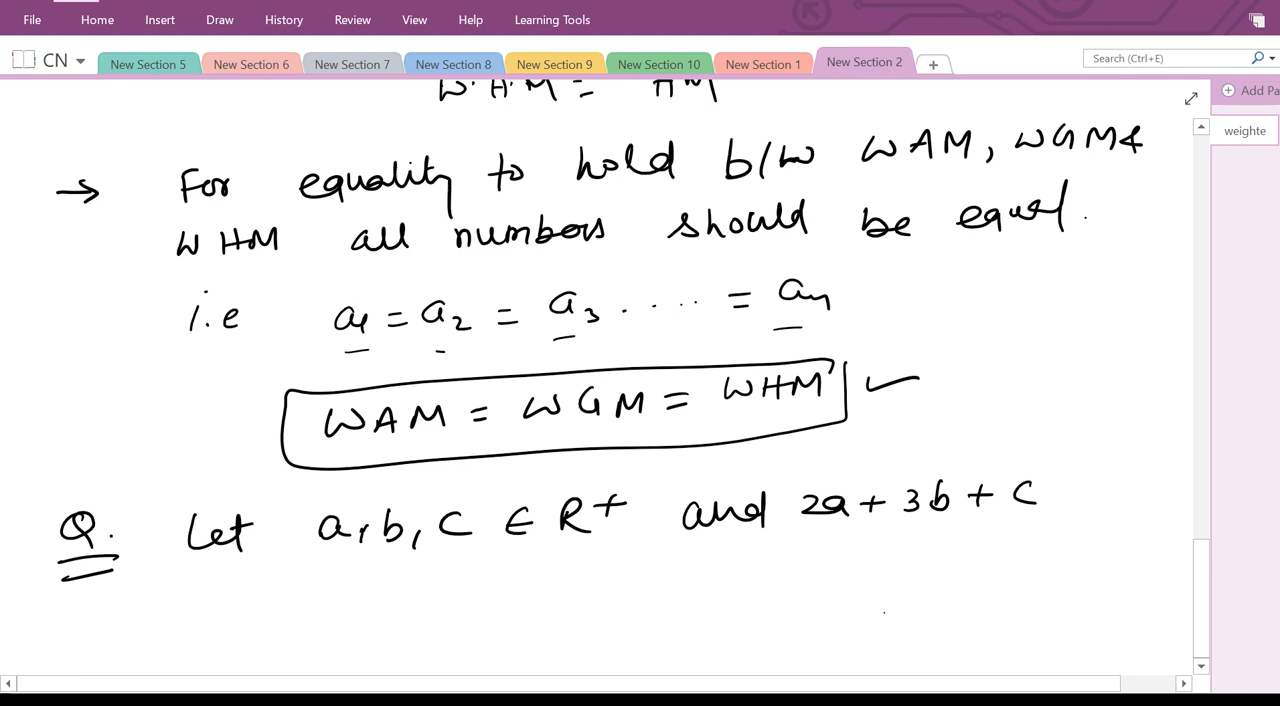 File Home Insert Draw History Review View Help Learning Tools
CN New Section 5 New Section 6 New Section 7 New Section 8 New Section 9 New Section 10 New Section 1 New Section 2 + Search (Ctrl+E)
Add Pa
weighte
W.H.M = HM
→ For equality to hold b/w WAM, WGM &
WHM all numbers should be equal.
i.e a1 = a2 = a3 ..... = an
WAM = WGM = WHM ✓
Q. Let a, b, c ∈ R+ and 2a + 3b + c